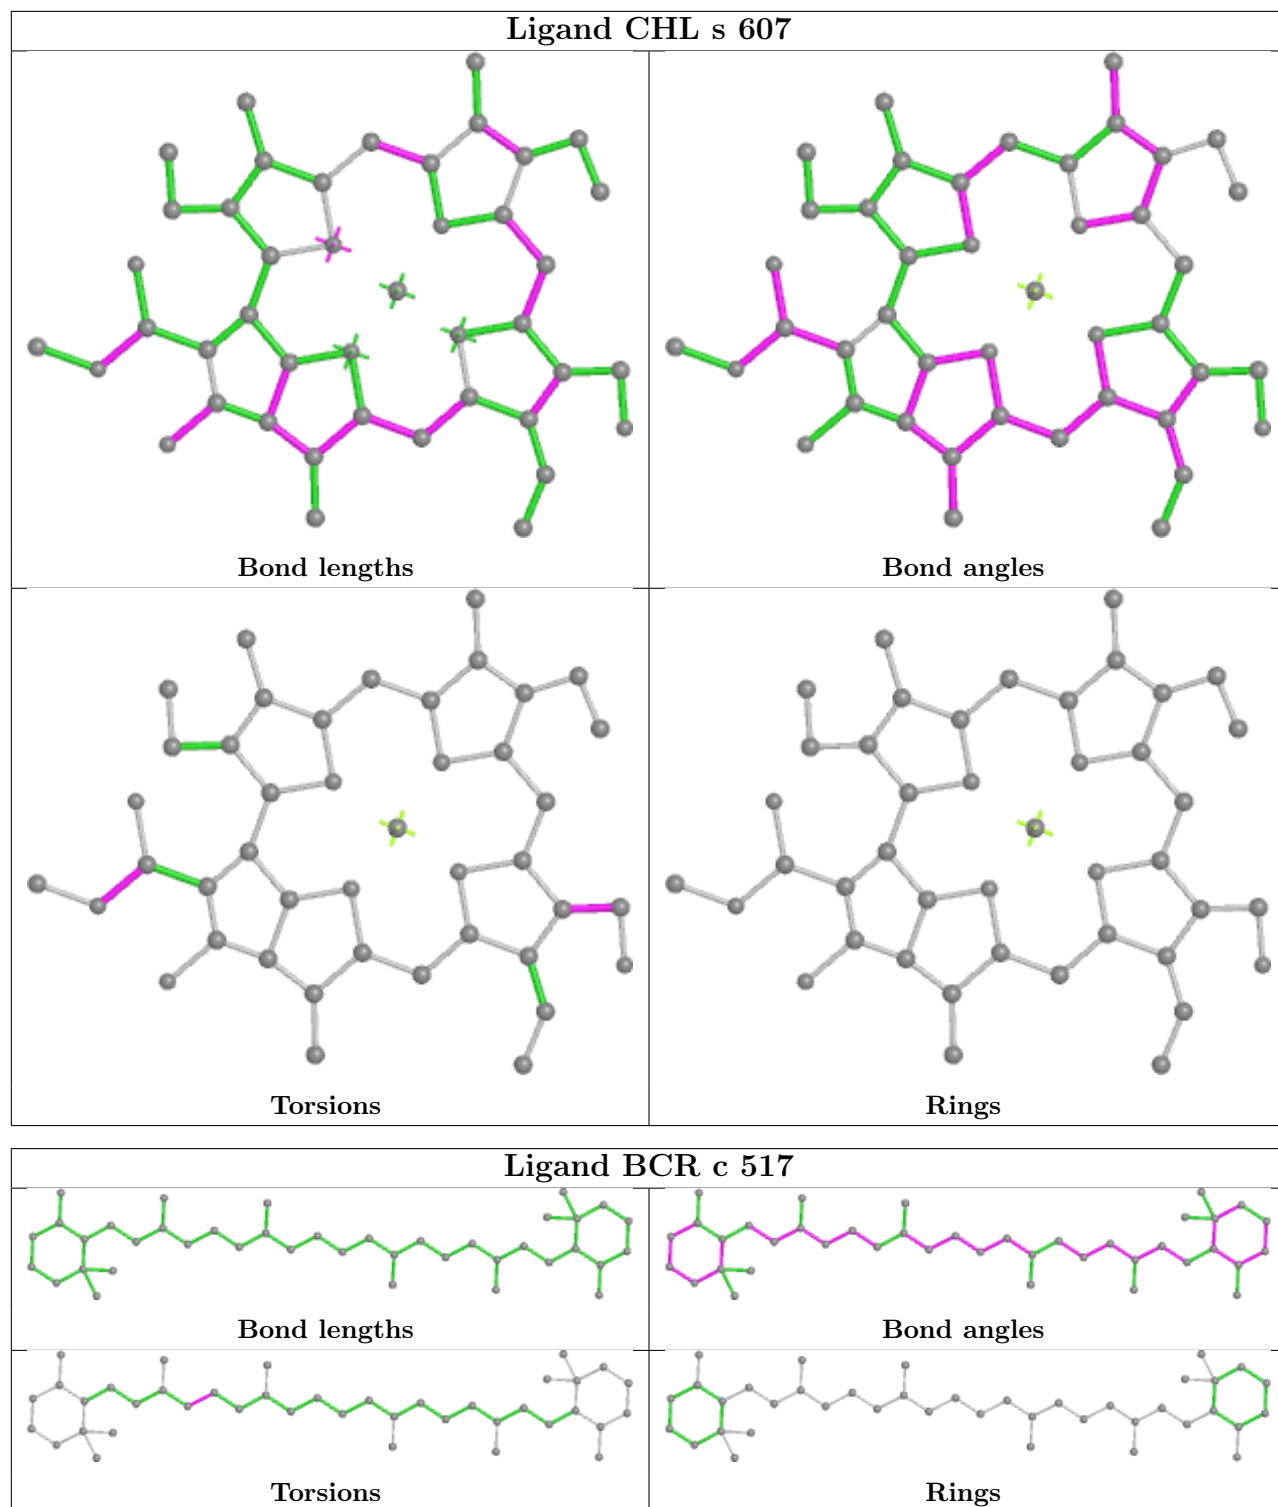 Ligand CHL s 607
Bond lengths
Bond angles
Torsions
Rings
Ligand BCR c 517
Bond lengths
Bond angles
Torsions
Rings